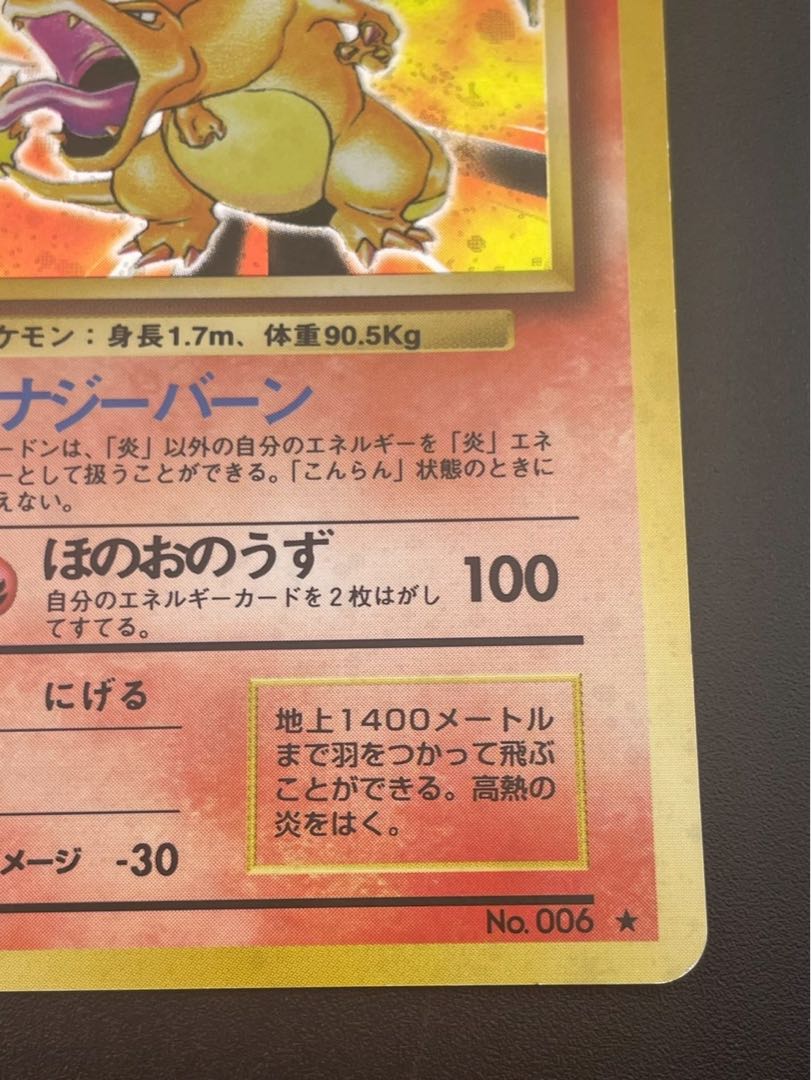 ケモン：身長1.7m、体重90.5Kg
ナジーバーン
ードンは、「炎」以外の自分のエネルギーを「炎」エネ
ーとして扱うことができる。「こんらん」状態のときに
えない。
ほのおのうず 100
自分のエネルギーカードを2枚はがし
てすてる。
にげる
地上1400メートル
まで羽をつかって飛ぶ
ことができる。高熱の
炎をはく。
メージ -30
No. 006 ★